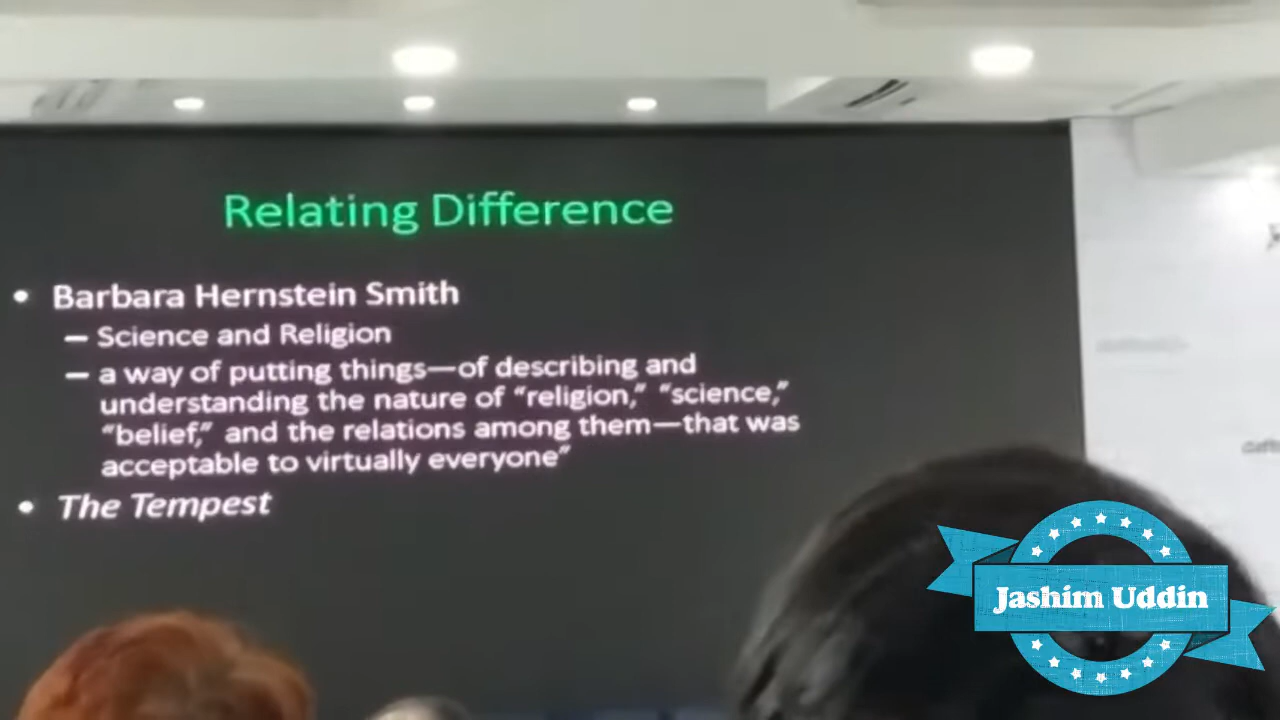 Relating Difference
• Barbara Hernstein Smith
– Science and Religion
– a way of putting things—of describing and
understanding the nature of “religion,” “science,”
“belief,” and the relations among them—that was
acceptable to virtually everyone”
• The Tempest
Jashim Uddin